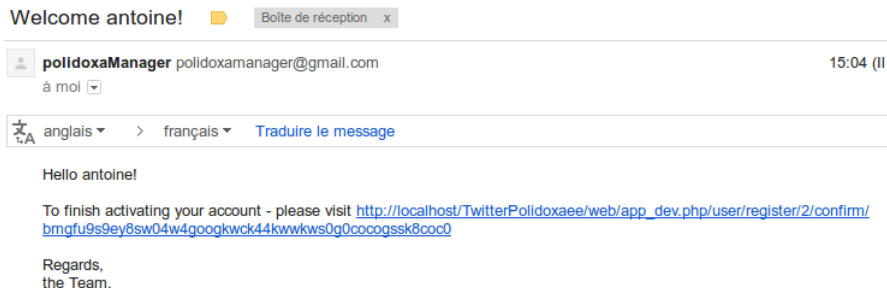 Welcome antoine! Boîte de réception x
polidoxaManager polidoxamanager@gmail.com 15:04 (Il
à moi
anglais > français Traduire le message
Hello antoine!
To finish activating your account - please visit http://localhost/TwitterPolidoxaee/web/app_dev.php/user/register/2/confirm/
bmgfu9s9ey8sw04w4googkwck44kwwkws0g0cocogssk8coc0
Regards,
the Team.